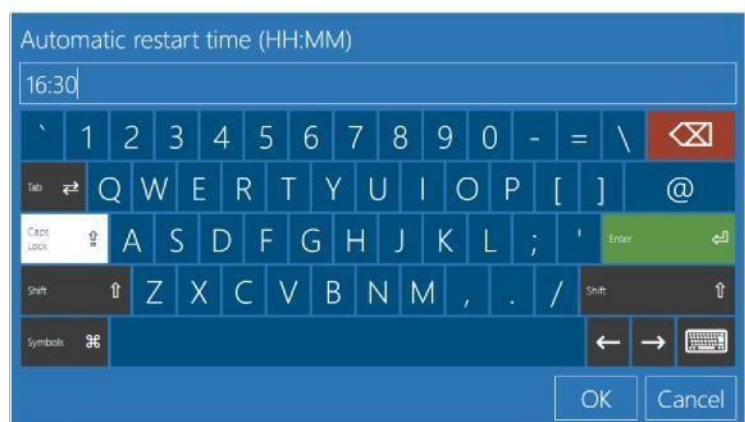 Automatic restart time (HH:MM)
16:30
` 1 2 3 4 5 6 7 8 9 0 - = \
Tab Q W E R T Y U I O P [ ] @
Caps Lock A S D F G H J K L ; ' Enter
Shift Z X C V B N M , . / Shift
Symbols ⌘ ← →
OK Cancel